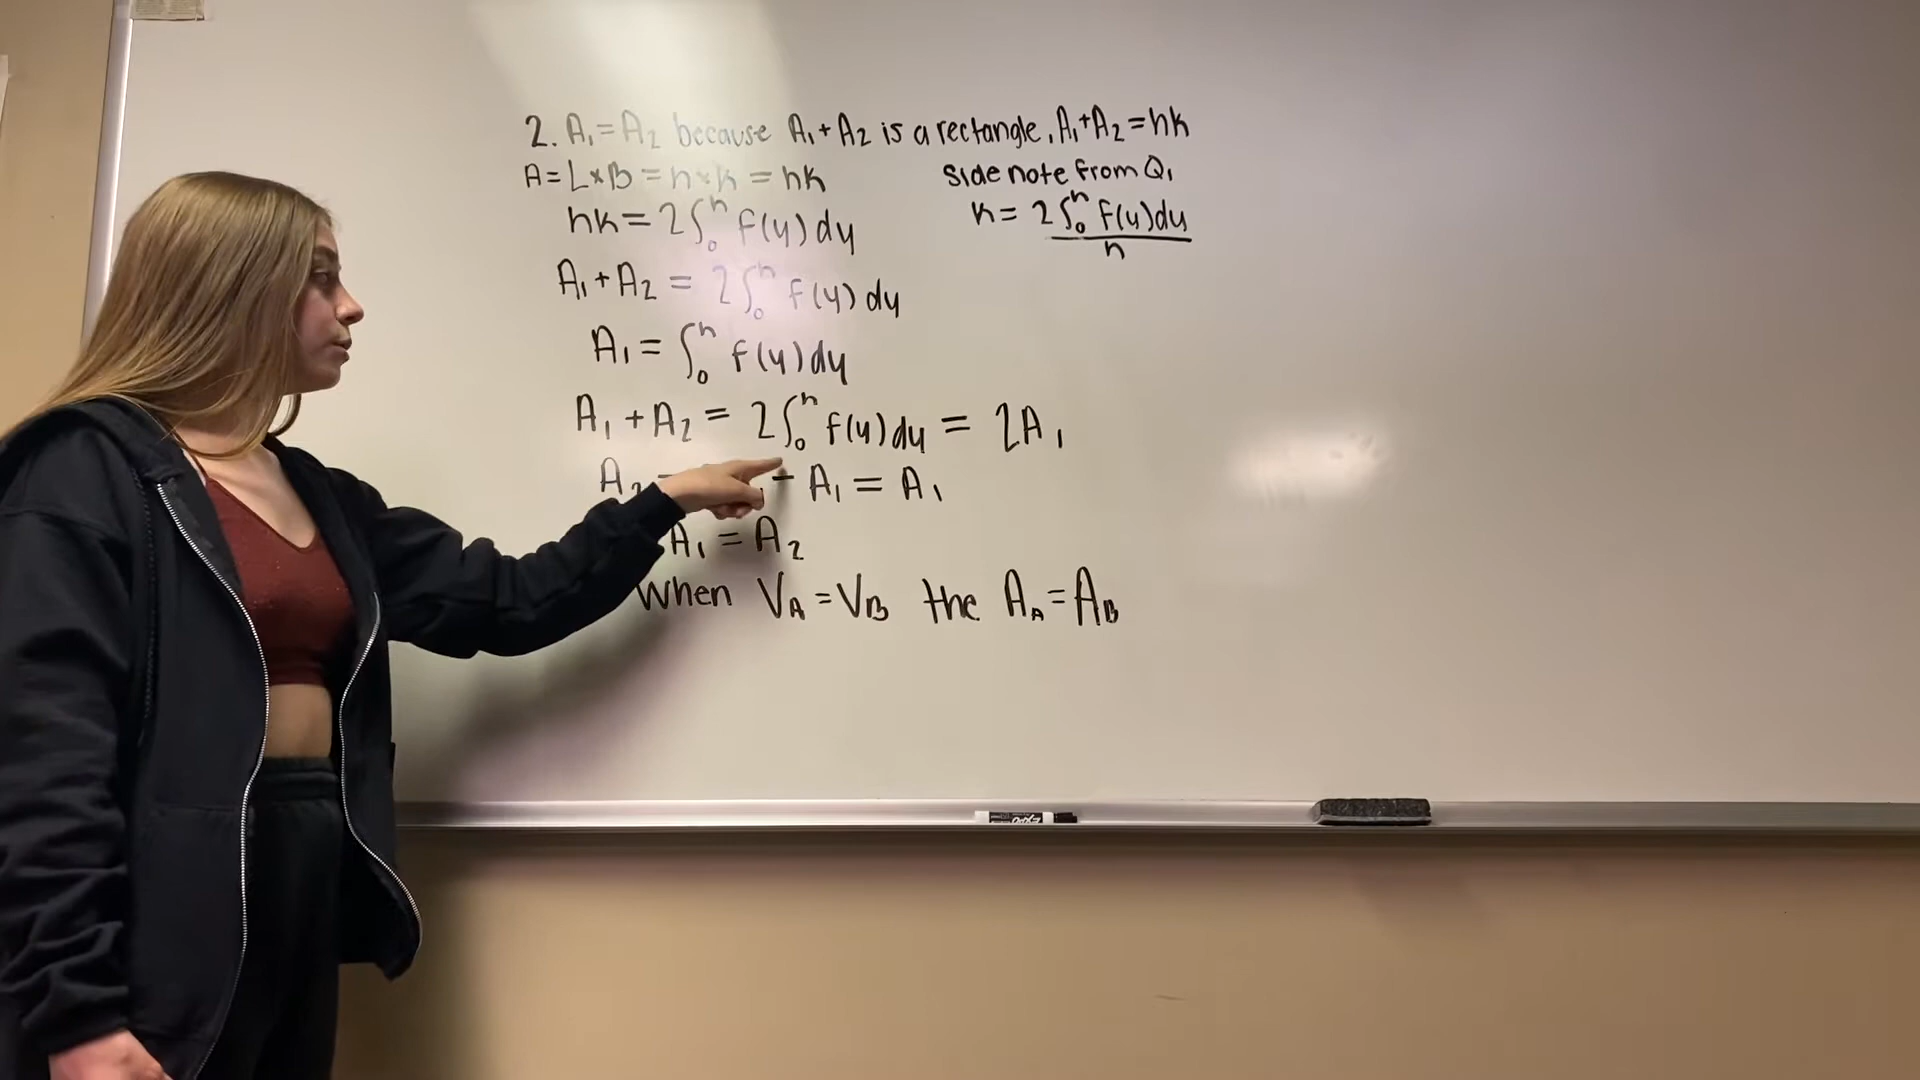 2. A₁ = A₂ because A₁ + A₂ is a rectangle, A₁ + A₂ = hk
A = L × B = h × k = hk
side note from Q₁
hk = 2∫₀ʰ f(y) dy
k = 2∫₀ʰ f(y)dy / h
A₁ + A₂ = 2∫₀ʰ f(y) dy
A₁ = ∫₀ʰ f(y) dy
A₁ + A₂ = 2∫₀ʰ f(y) dy = 2A₁
A₂ - A₁ = A₁
A₁ = A₂
When V_A = V_B the A_A = A_B
EXPO